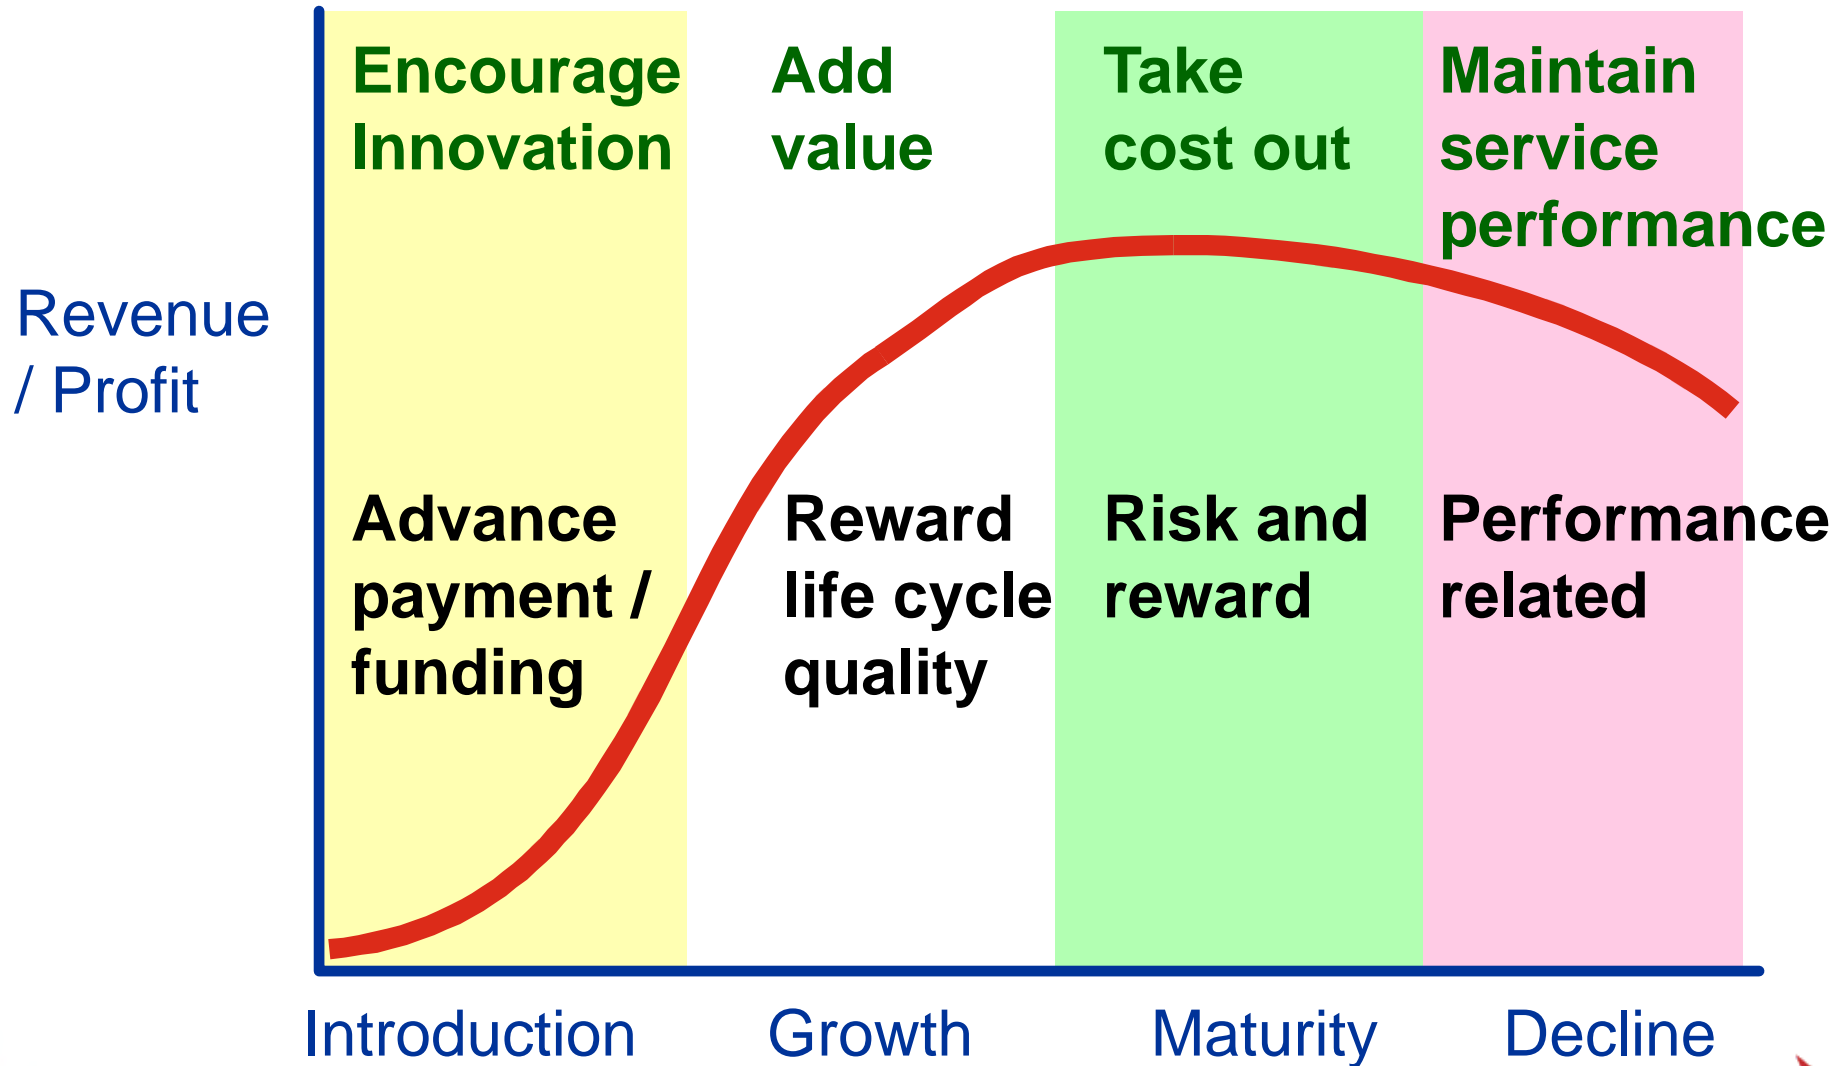 Encourage
Innovation
Add
value
Take
cost out
Maintain
service
performance
Revenue
/ Profit
Advance
payment /
funding
Reward
life cycle
quality
Risk and
reward
Performance
related
Introduction
Growth
Maturity
Decline